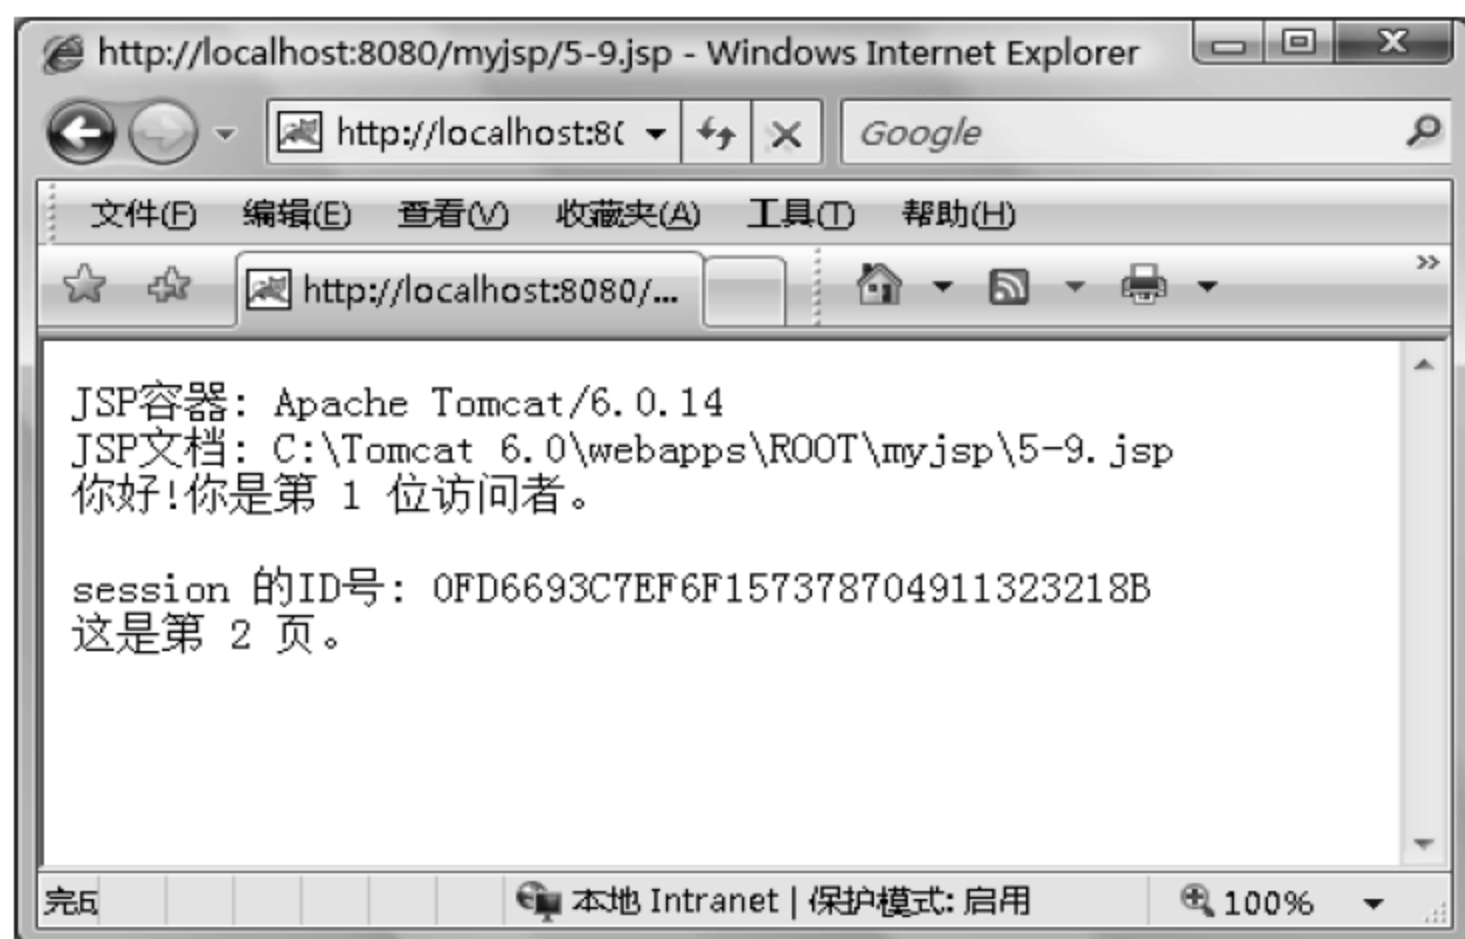 http://localhost:8080/myjsp/5-9.jsp - Windows Internet Explorer
http://localhost:8( Google
文件(F) 编辑(E) 查看(V) 收藏夹(A) 工具(T) 帮助(H)
http://localhost:8080/...
JSP容器: Apache Tomcat/6.0.14
JSP文档: C:\Tomcat 6.0\webapps\ROOT\myjsp\5-9.jsp
你好!你是第 1 位访问者。
session 的ID号: 0FD6693C7EF6F157378704911323218B
这是第 2 页。
完成 本地 Intranet | 保护模式: 启用 100%